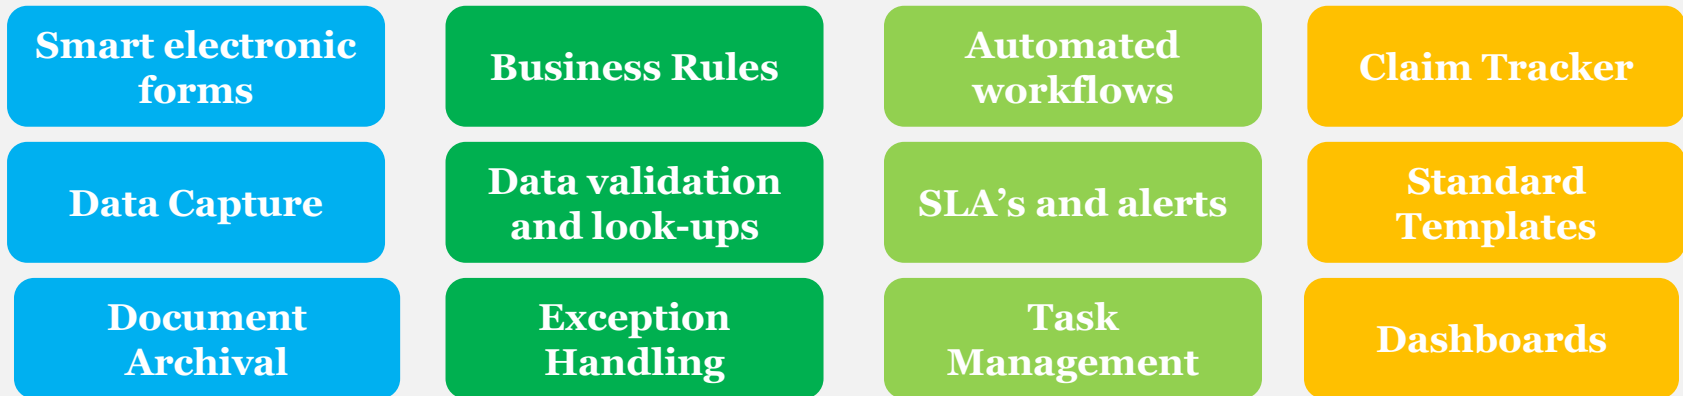 Smart electronic
forms
Business Rules
Automated
workflows
Claim Tracker
Data Capture
Data validation
and look-ups
SLA’s and alerts
Standard
Templates
Document
Archival
Exception
Handling
Task
Management
Dashboards